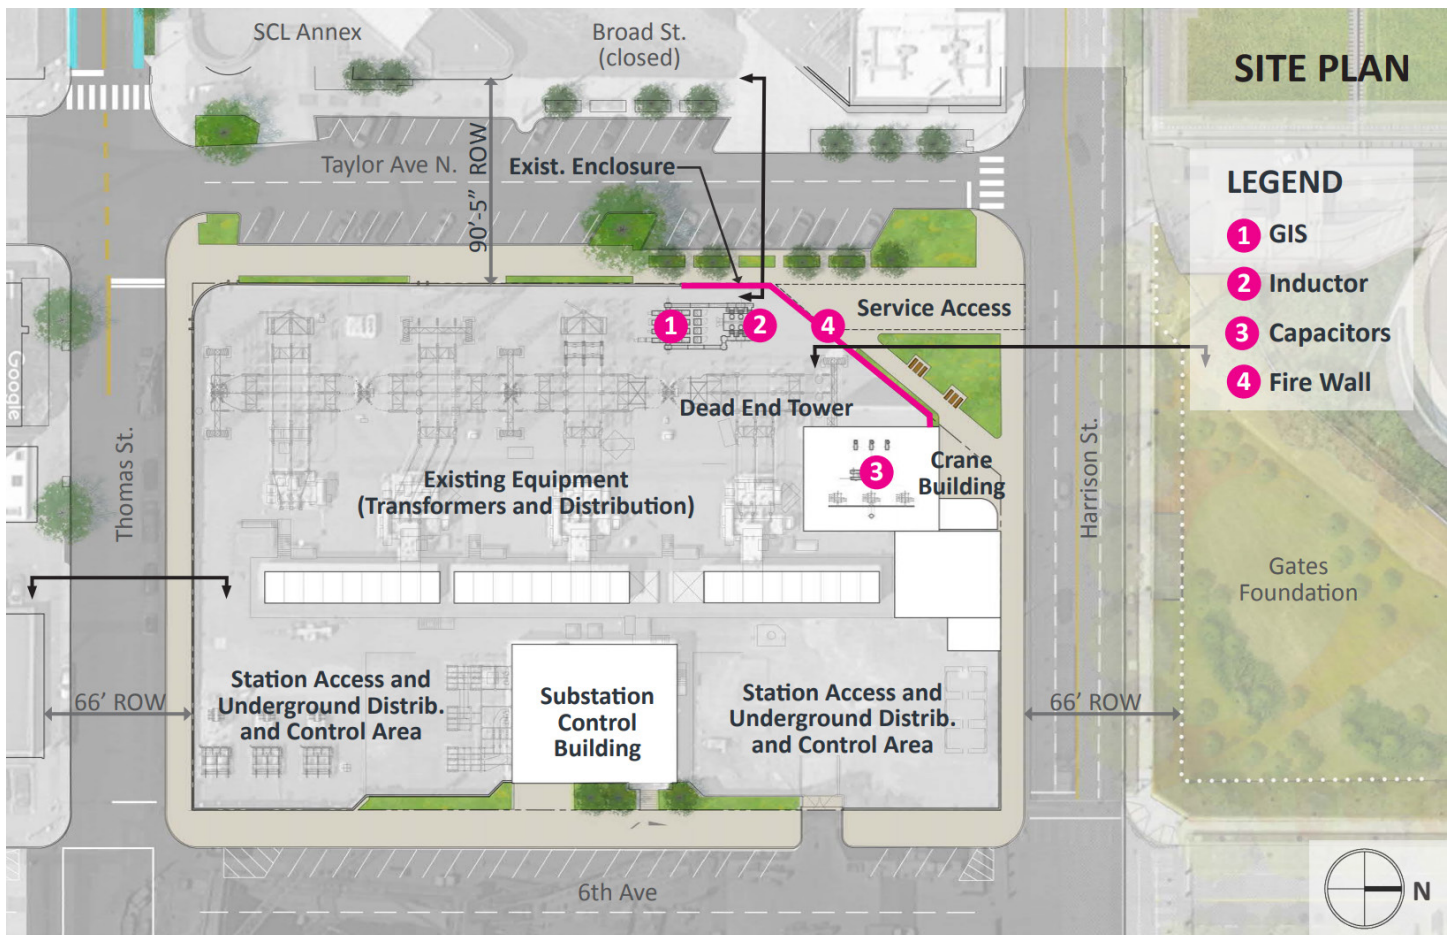 SCL Annex
Broad St.
(closed)
SITE PLAN
Taylor Ave N.
90'-5" ROW
Exist. Enclosure
LEGEND
1 GIS
2 Inductor
3 Capacitors
4 Fire Wall
Service Access
1
2
4
Google
Thomas St.
Dead End Tower
Harrison St.
Existing Equipment
(Transformers and Distribution)
3
Crane
Building
Gates
Foundation
Station Access and
Underground Distrib.
and Control Area
Substation
Control
Building
Station Access and
Underground Distrib.
and Control Area
66' ROW
66' ROW
6th Ave
N